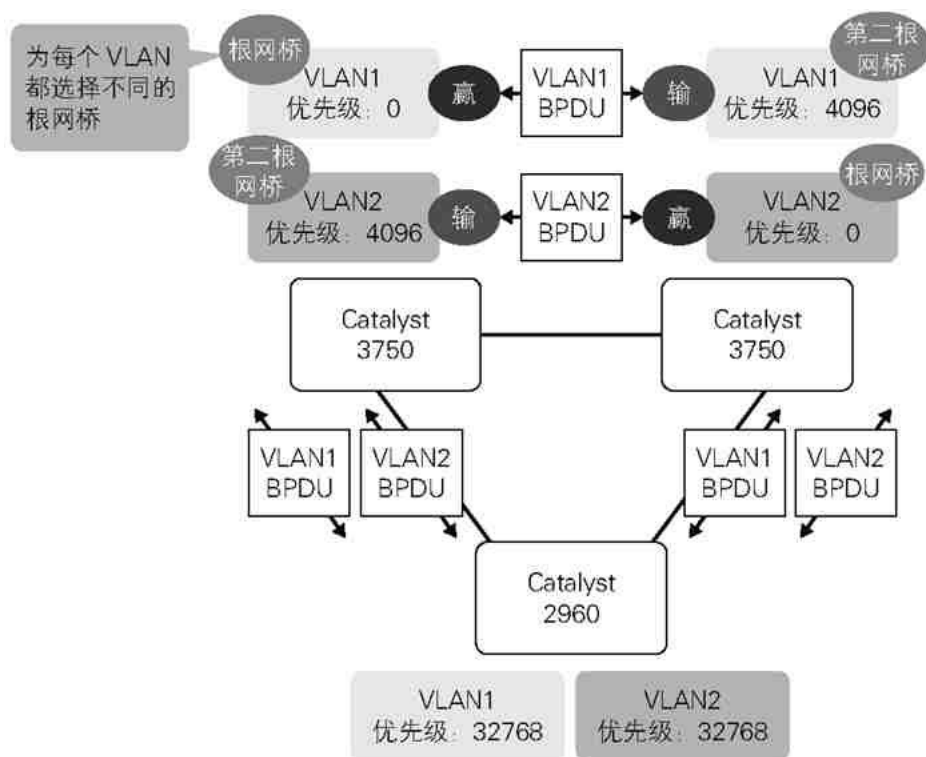 为每个 VLAN
都选择不同的
根网桥
根网桥
VLAN1
优先级：0
赢
VLAN1
BPDU
输
第二根
网桥
VLAN1
优先级：4096
第二根
网桥
VLAN2
优先级：4096
输
VLAN2
BPDU
赢
根网桥
VLAN2
优先级：0
Catalyst
3750
Catalyst
3750
VLAN1
BPDU
VLAN2
BPDU
VLAN1
BPDU
VLAN2
BPDU
Catalyst
2960
VLAN1
优先级：32768
VLAN2
优先级：32768